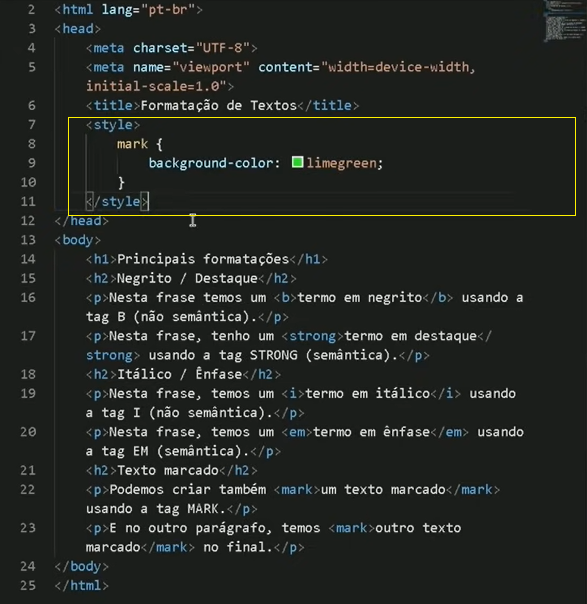 2 <html lang="pt-br">
3 <head>
4 <meta charset="UTF-8">
5 <meta name="viewport" content="width=device-width,
initial-scale=1.0">
6 <title>Formatação de Textos</title>
7 <style>
8 mark {
9 background-color: limegreen;
10 }
11 </style>
12 </head>
13 <body>
14 <h1>Principais formatações</h1>
15 <h2>Negrito / Destaque</h2>
16 <p>Nesta frase temos um <b>termo em negrito</b> usando a
tag B (não semântica).</p>
17 <p>Nesta frase, tenho um <strong>termo em destaque</
strong> usando a tag STRONG (semântica).</p>
18 <h2>Itálico / Ênfase</h2>
19 <p>Nesta frase, temos um <i>termo em itálico</i> usando
a tag I (não semântica).</p>
20 <p>Nesta frase, temos um <em>termo em ênfase</em> usando
a tag EM (semântica).</p>
21 <h2>Texto marcado</h2>
22 <p>Podemos criar também <mark>um texto marcado</mark>
usando a tag MARK.</p>
23 <p>E no outro parágrafo, temos <mark>outro texto
marcado</mark> no final.</p>
24 </body>
25 </html>